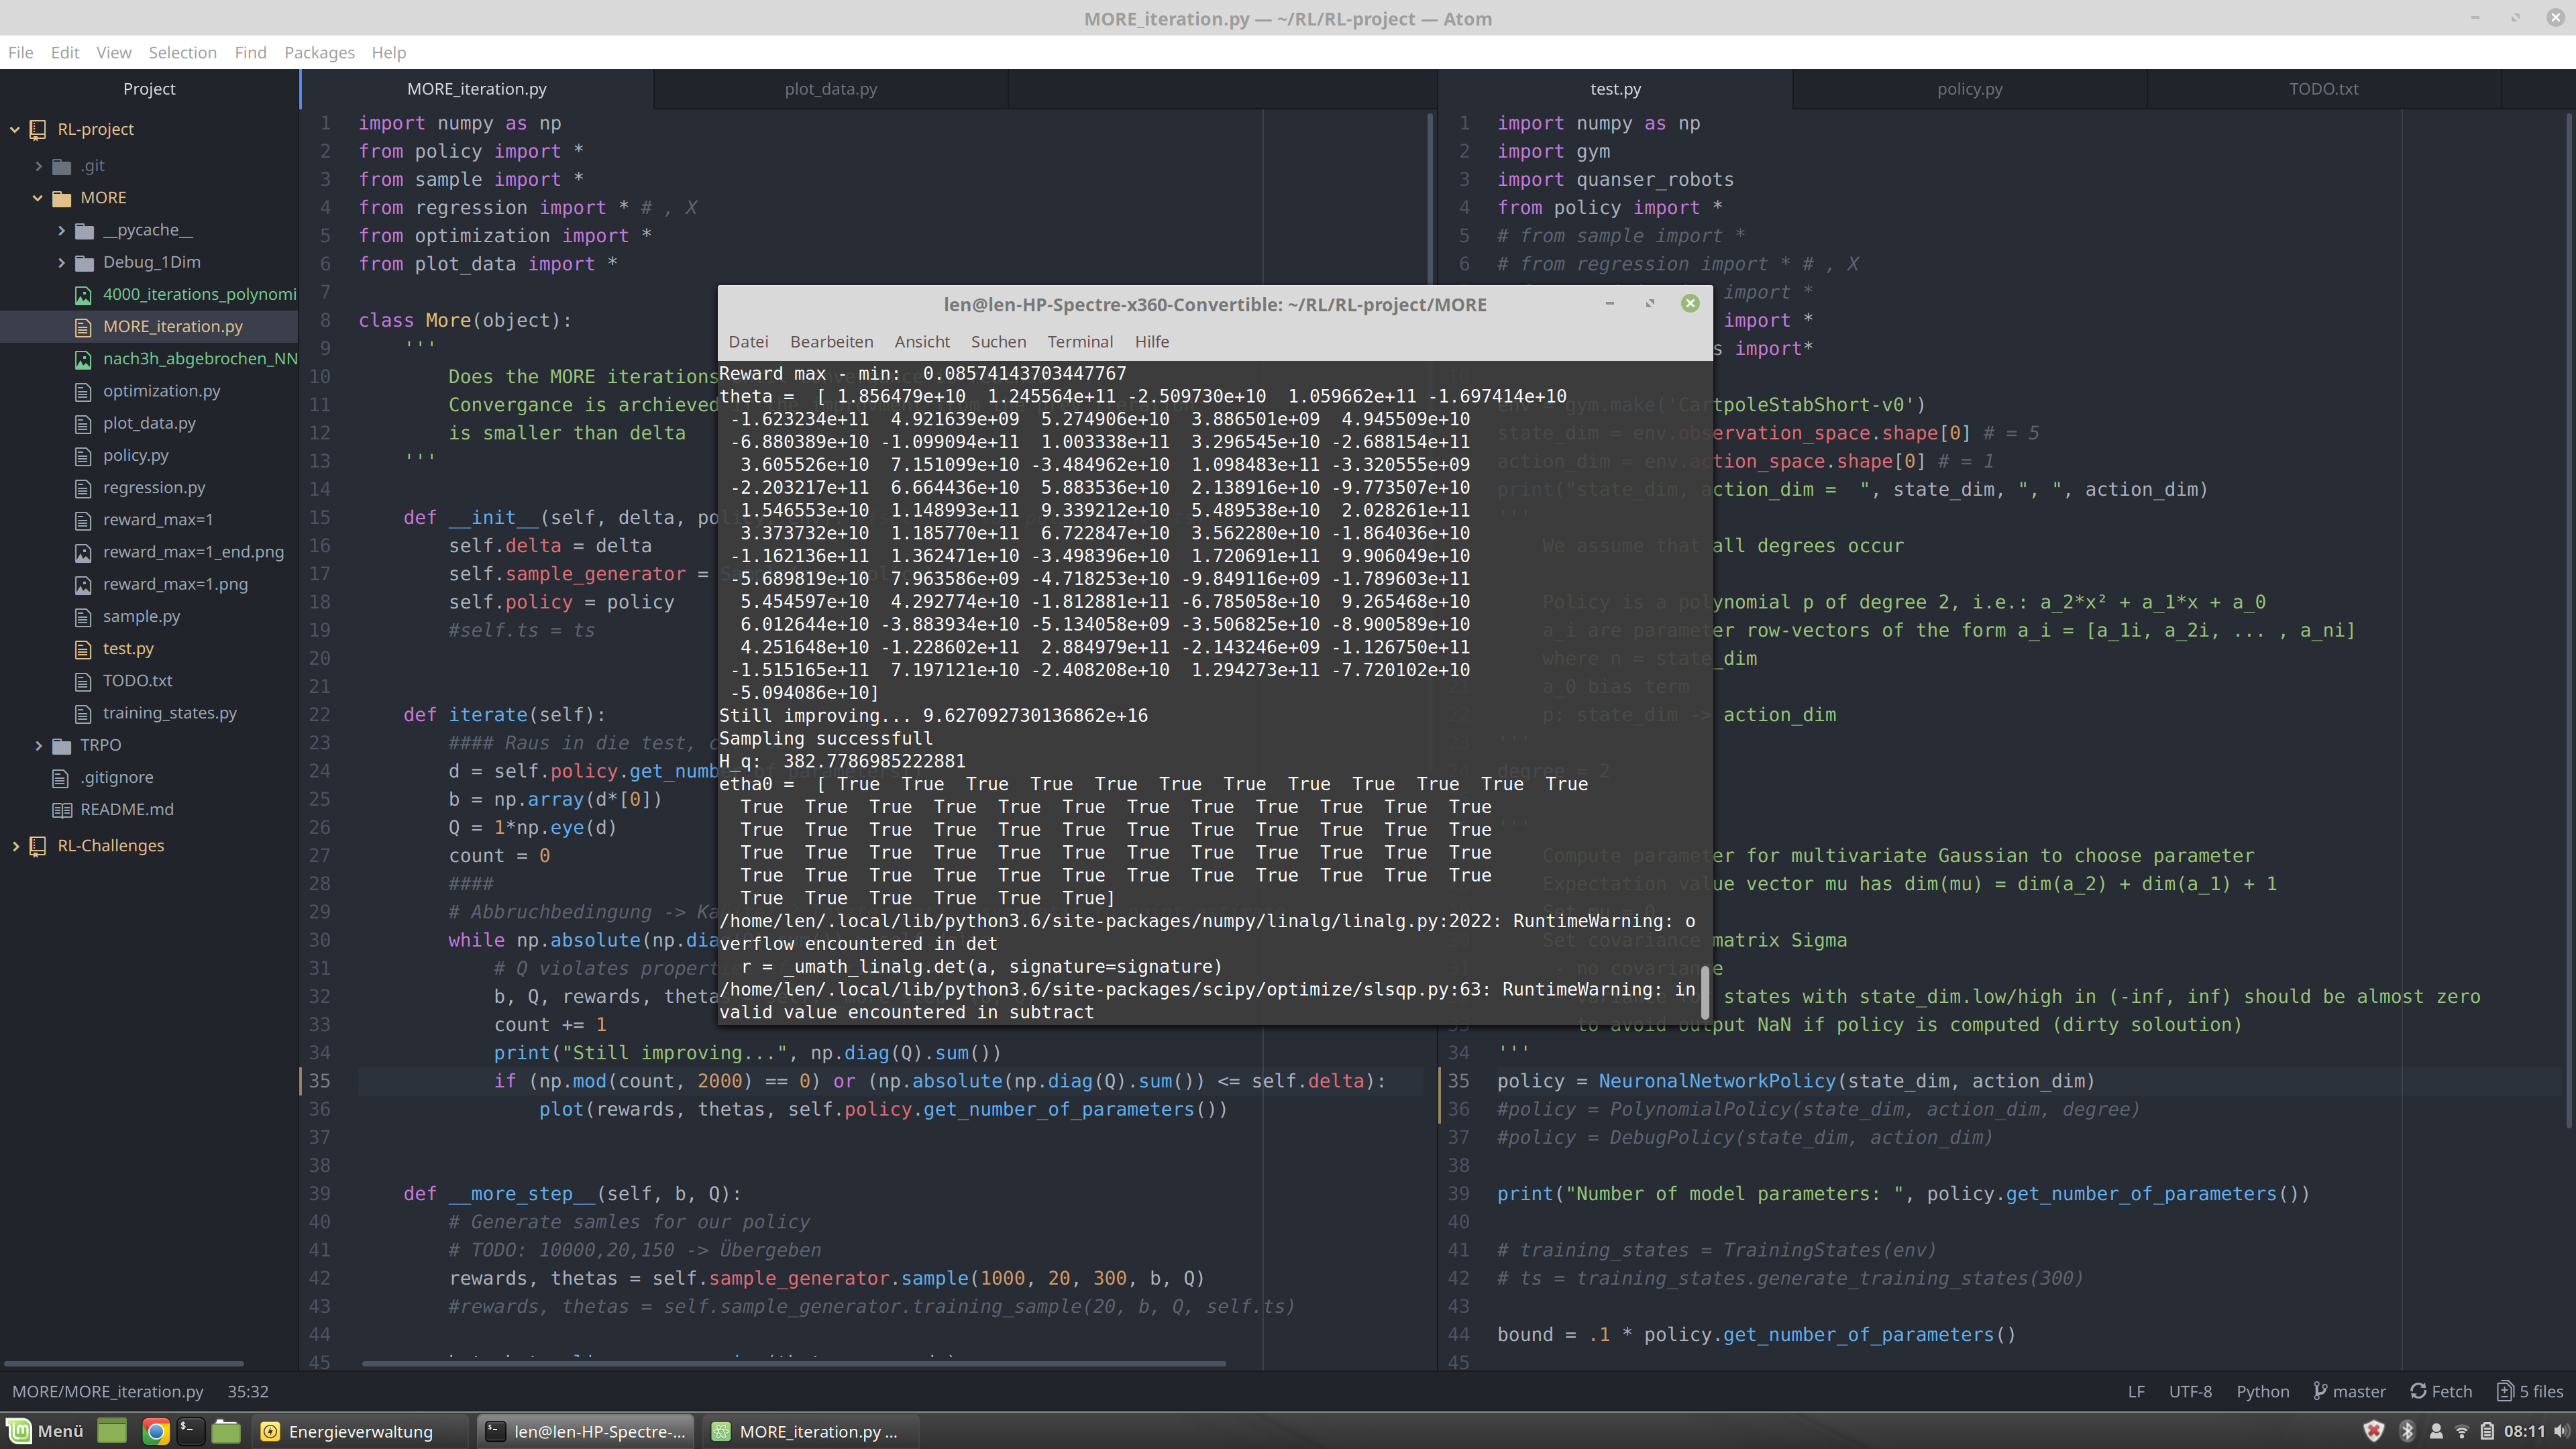 MORE_iteration.py — ~/RL/RL-project — Atom
File Edit View Selection Find Packages Help
Project
RL-project
.git
MORE
__pycache__
Debug_1Dim
4000_iterations_polynomi
MORE_iteration.py
nach3h_abgebrochen_NN
optimization.py
plot_data.py
policy.py
regression.py
reward_max=1
reward_max=1_end.png
reward_max=1.png
sample.py
test.py
TODO.txt
training_states.py
TRPO
.gitignore
README.md
RL-Challenges
MORE_iteration.py plot_data.py
1 import numpy as np
2 from policy import *
3 from sample import *
4 from regression import * # , X
5 from optimization import *
6 from plot_data import *
7
8 class More(object):
9 '''
10 Does the MORE iterations
11 Convergance is archieved
12 is smaller than delta
13 '''
14
15 def __init__(self, delta, po
16 self.delta = delta
17 self.sample_generator =
18 self.policy = policy
19 #self.ts = ts
20
21
22 def iterate(self):
23 #### Raus in die test,
24 d = self.policy.get_numb
25 b = np.array(d*[0])
26 Q = 1*np.eye(d)
27 count = 0
28 ####
29 # Abbruchbedingung ->
30 while np.absolute(np.dia
31 # Q violates propert
32 b, Q, rewards, thetas
33 count += 1
34 print("Still improving...", np.diag(Q).sum())
35 if (np.mod(count, 2000) == 0) or (np.absolute(np.diag(Q).sum()) <= self.delta):
36 plot(rewards, thetas, self.policy.get_number_of_parameters())
37
38
39 def __more_step__(self, b, Q):
40 # Generate samles for our policy
41 # TODO: 10000,20,150 -> Übergeben
42 rewards, thetas = self.sample_generator.sample(1000, 20, 300, b, Q)
43 #rewards, thetas = self.sample_generator.training_sample(20, b, Q, self.ts)
44
45
len@len-HP-Spectre-x360-Convertible: ~/RL/RL-project/MORE
Datei Bearbeiten Ansicht Suchen Terminal Hilfe
Reward max - min:  0.08574143703447767
theta =  [ 1.856479e+10  1.245564e+11 -2.509730e+10  1.059662e+11 -1.697414e+10
-1.623234e+11  4.921639e+09  5.274906e+10  3.886501e+09  4.945509e+10
-6.880389e+10 -1.099094e+11  1.003338e+11  3.296545e+10 -2.688154e+11
3.605526e+10  7.151099e+10 -3.484962e+10  1.098483e+11 -3.320555e+09
-2.203217e+11  6.664436e+10  5.883536e+10  2.138916e+10 -9.773507e+10
1.546553e+10  1.148993e+11  9.339212e+10  5.489538e+10  2.028261e+11
3.373732e+10  1.185770e+11  6.722847e+10  3.562280e+10 -1.864036e+10
-1.162136e+11  1.362471e+10 -3.498396e+10  1.720691e+11  9.906049e+10
-5.689819e+10  7.963586e+09 -4.718253e+10 -9.849116e+09 -1.789603e+11
5.454597e+10  4.292774e+10 -1.812881e+11 -6.785058e+10  9.265468e+10
6.012644e+10 -3.883934e+10 -5.134058e+09 -3.506825e+10 -8.900589e+10
4.251648e+10 -1.228602e+11  2.884979e+11 -2.143246e+09 -1.126750e+11
-1.515165e+11  7.197121e+10 -2.408208e+10  1.294273e+11 -7.720102e+10
-5.094086e+10]
Still improving... 9.627092730136862e+16
Sampling successfull
H_q:  382.7786985222881
etha0 =  [ True  True  True  True  True  True  True  True  True  True  True  True
True  True  True  True  True  True  True  True  True  True  True  True
True  True  True  True  True  True  True  True  True  True  True  True
True  True  True  True  True  True  True  True  True  True  True  True
True  True  True  True  True  True  True  True  True  True  True  True
True  True  True  True  True  True]
/home/len/.local/lib/python3.6/site-packages/numpy/linalg/linalg.py:2022: RuntimeWarning: o
verflow encountered in det
r = _umath_linalg.det(a, signature=signature)
/home/len/.local/lib/python3.6/site-packages/scipy/optimize/slsqp.py:63: RuntimeWarning: in
valid value encountered in subtract
test.py policy.py TODO.txt
1 import numpy as np
2 import gym
3 import quanser_robots
4 from policy import *
5 # from sample import *
6 # from regression import * # , X
import *
import *
s import*
env = gym.make('CartpoleStabShort-v0')
state_dim = env.observation_space.shape[0] # = 5
action_dim = env.action_space.shape[0] # = 1
print("state_dim, action_dim =  ", state_dim, ", ", action_dim)
'''
We assume that all degrees occur
Policy is a polynomial p of degree 2, i.e.: a_2*x² + a_1*x + a_0
a_i are parameter row-vectors of the form a_i = [a_1i, a_2i, ... , a_ni]
where n = state_dim
a_0 bias term
p: state_dim -> action_dim
'''
degree = 2
'''
Compute parameter for multivariate Gaussian to choose parameter
Expectation value vector mu has dim(mu) = dim(a_2) + dim(a_1) + 1
Set mu = 0
Set covariance matrix Sigma
- no covariance
states with state_dim.low/high in (-inf, inf) should be almost zero
to avoid output NaN if policy is computed (dirty soloution)
34 '''
35 policy = NeuronalNetworkPolicy(state_dim, action_dim)
36 #policy = PolynomialPolicy(state_dim, action_dim, degree)
37 #policy = DebugPolicy(state_dim, action_dim)
38
39 print("Number of model parameters: ", policy.get_number_of_parameters())
40
41 # training_states = TrainingStates(env)
42 # ts = training_states.generate_training_states(300)
43
44 bound = .1 * policy.get_number_of_parameters()
45
MORE/MORE_iteration.py 35:32 LF UTF-8 Python master Fetch 5 files
Menü Energieverwaltung len@len-HP-Spectre-... MORE_iteration.py ... 08:11